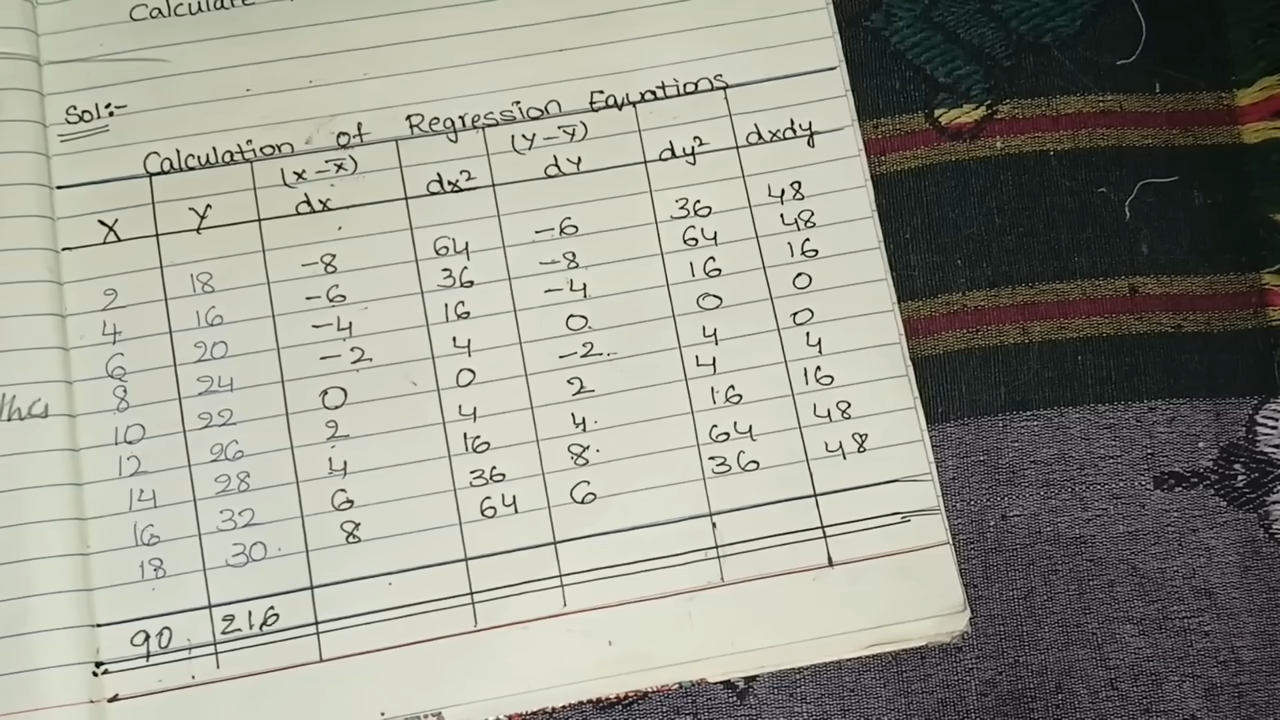 Calculate
Sol:-
Calculation of Regression Equations
X Y (x-x̅) dx dx² (Y-Y̅) dY dy² dxdy
2 18 -8 64 -6 36 48
4 16 -6 36 -8 64 48
6 20 -4 16 -4 16 16
8 24 -2 4 0 0 0
10 22 0 0 -2 4 0
12 26 2 4 2 4 4
14 28 4 16 4 16 16
16 32 6 36 8 64 48
18 30 8 64 6 36 48
90 216